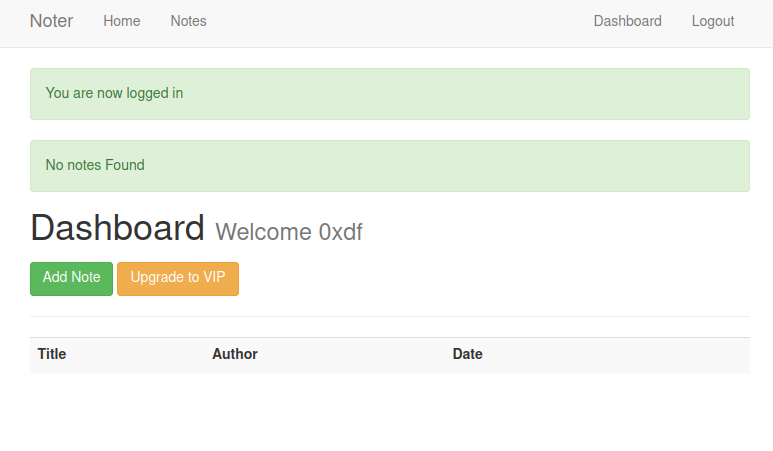 Noter Home Notes Dashboard Logout
You are now logged in
No notes Found
Dashboard Welcome 0xdf
Add Note Upgrade to VIP
Title Author Date